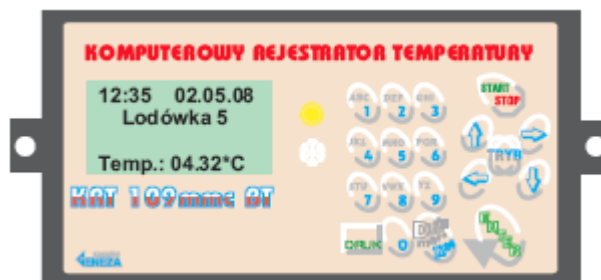 KOMPUTEROWY REJESTRATOR TEMPERATURY
12:35 02.05.08
Lodówka 5
Temp.: 04.32*C
KRT 109mmc BT
START
STOP
ABC DEF GHI
1 2 3
JKL MNO PQR
4 5 6
TRYB
STU VWX YZ
7 8 9
DRUK 0
ENTER